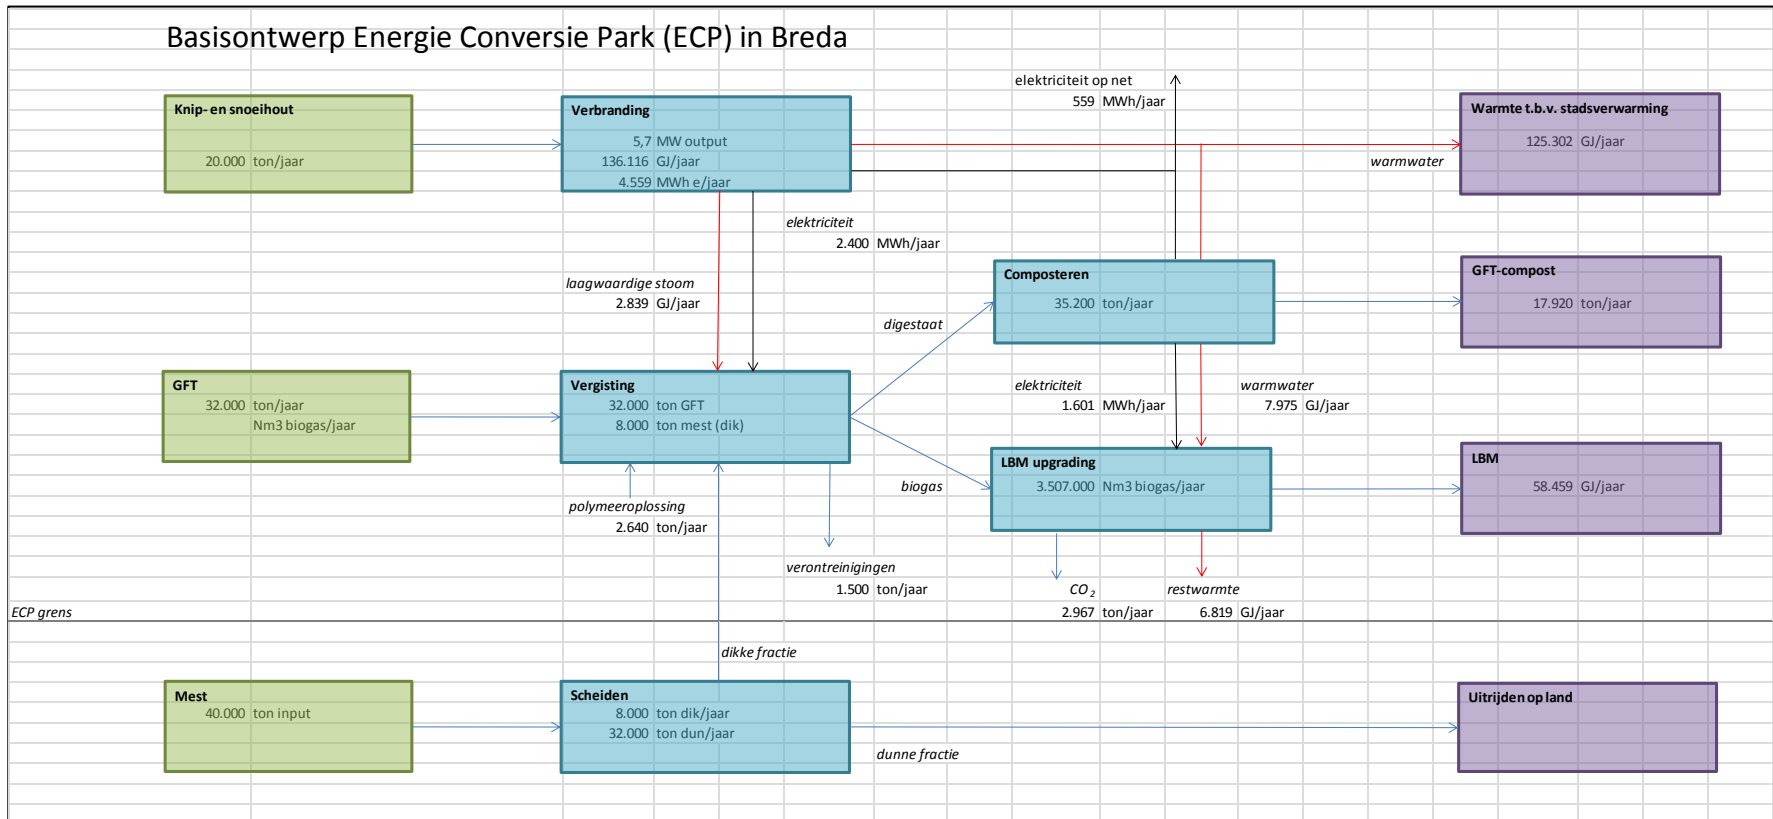 Basisontwerp Energie Conversie Park (ECP) in Breda
elektriciteit op net
559 MWh/jaar
Knip- en snoeihout
20.000 ton/jaar
Verbranding
5,7 MW output
136.116 GJ/jaar
4.559 MWh e/jaar
Warmte t.b.v. stadsverwarming
125.302 GJ/jaar
warmwater
elektriciteit
2.400 MWh/jaar
laagwaardige stoom
2.839 GJ/jaar
Composteren
35.200 ton/jaar
GFT-compost
17.920 ton/jaar
digestaat
GFT
32.000 ton/jaar
Nm3 biogas/jaar
Vergisting
32.000 ton GFT
8.000 ton mest (dik)
elektriciteit
1.601 MWh/jaar
warmwater
7.975 GJ/jaar
LBM upgrading
3.507.000 Nm3 biogas/jaar
LBM
58.459 GJ/jaar
biogas
polymeeroplossing
2.640 ton/jaar
verontreinigingen
1.500 ton/jaar
CO2
2.967 ton/jaar
restwarmte
6.819 GJ/jaar
ECP grens
dikke fractie
Mest
40.000 ton input
Scheiden
8.000 ton dik/jaar
32.000 ton dun/jaar
Uitrijden op land
dunne fractie